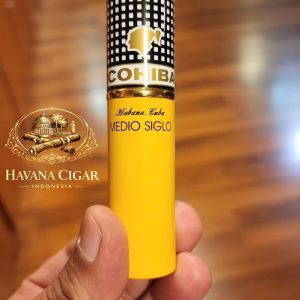 COHIBA
Habana, Cuba
MEDIO SIGLO
HAVANA CIGAR
INDONESIA